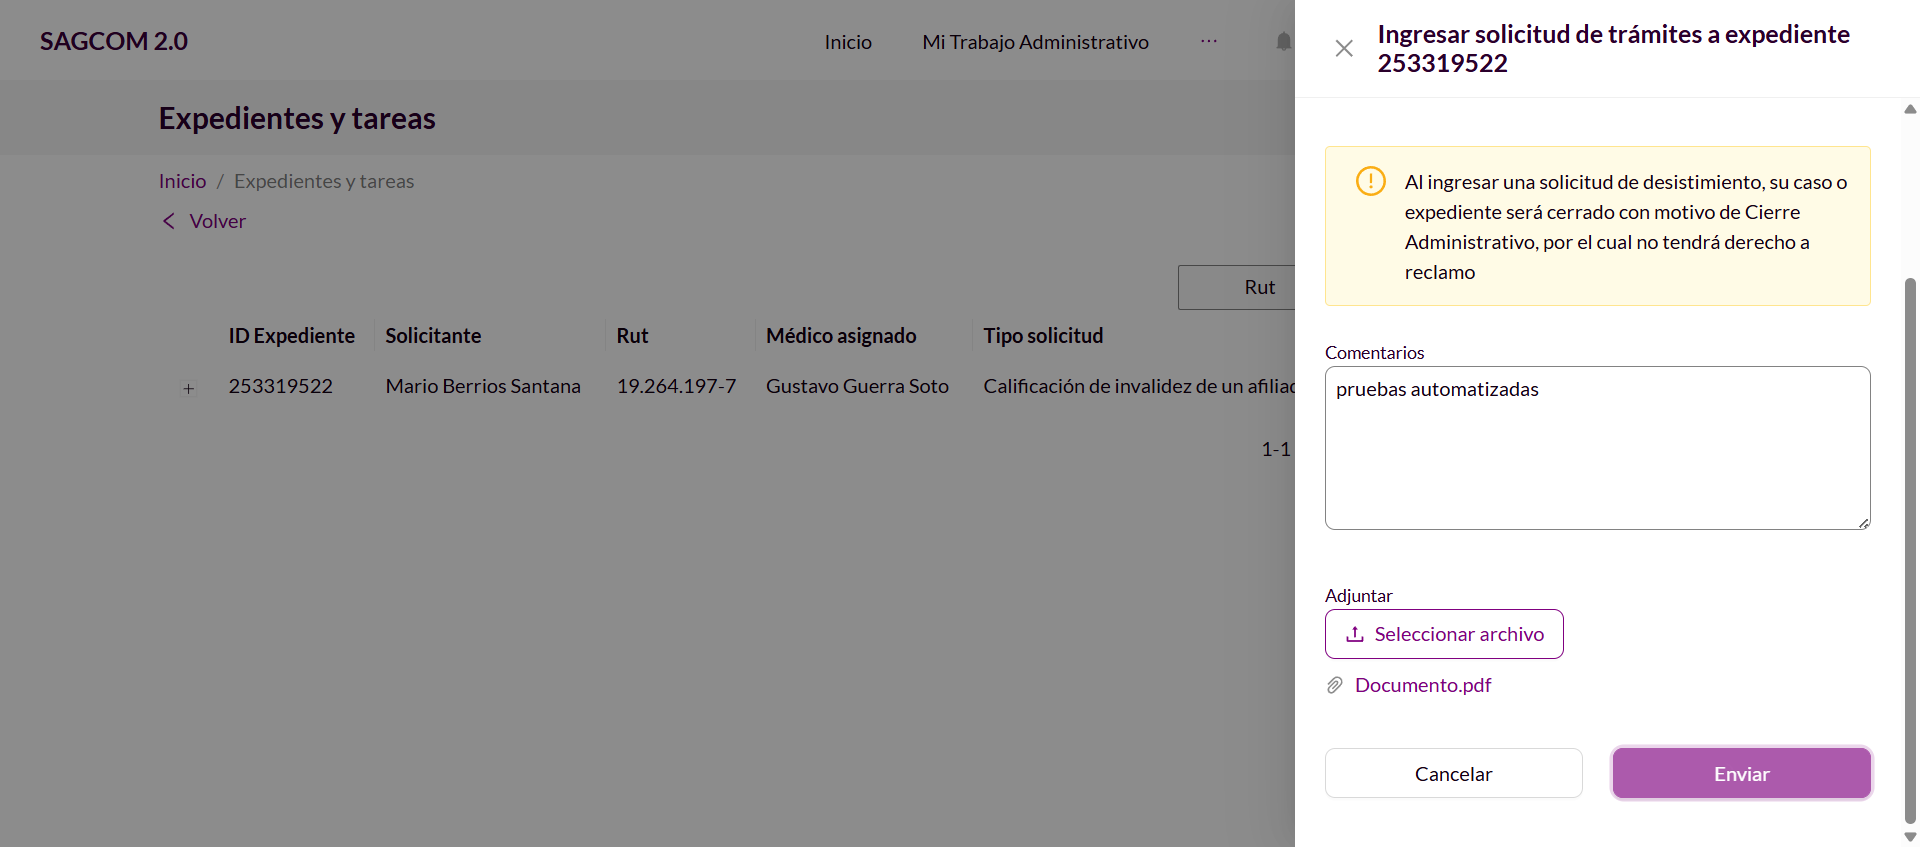 SAGCOM 2.0
Inicio
Mi Trabajo Administrativo
···
Expedientes y tareas
Inicio / Expedientes y tareas
Volver
Rut
ID Expediente Solicitante Rut Médico asignado Tipo solicitud
253319522 Mario Berrios Santana 19.264.197-7 Gustavo Guerra Soto Calificación de invalidez de un afiliad
1-1
Ingresar solicitud de trámites a expediente
253319522
Al ingresar una solicitud de desistimiento, su caso o
expediente será cerrado con motivo de Cierre
Administrativo, por el cual no tendrá derecho a
reclamo
Comentarios
pruebas automatizadas
Adjuntar
Seleccionar archivo
Documento.pdf
Cancelar
Enviar